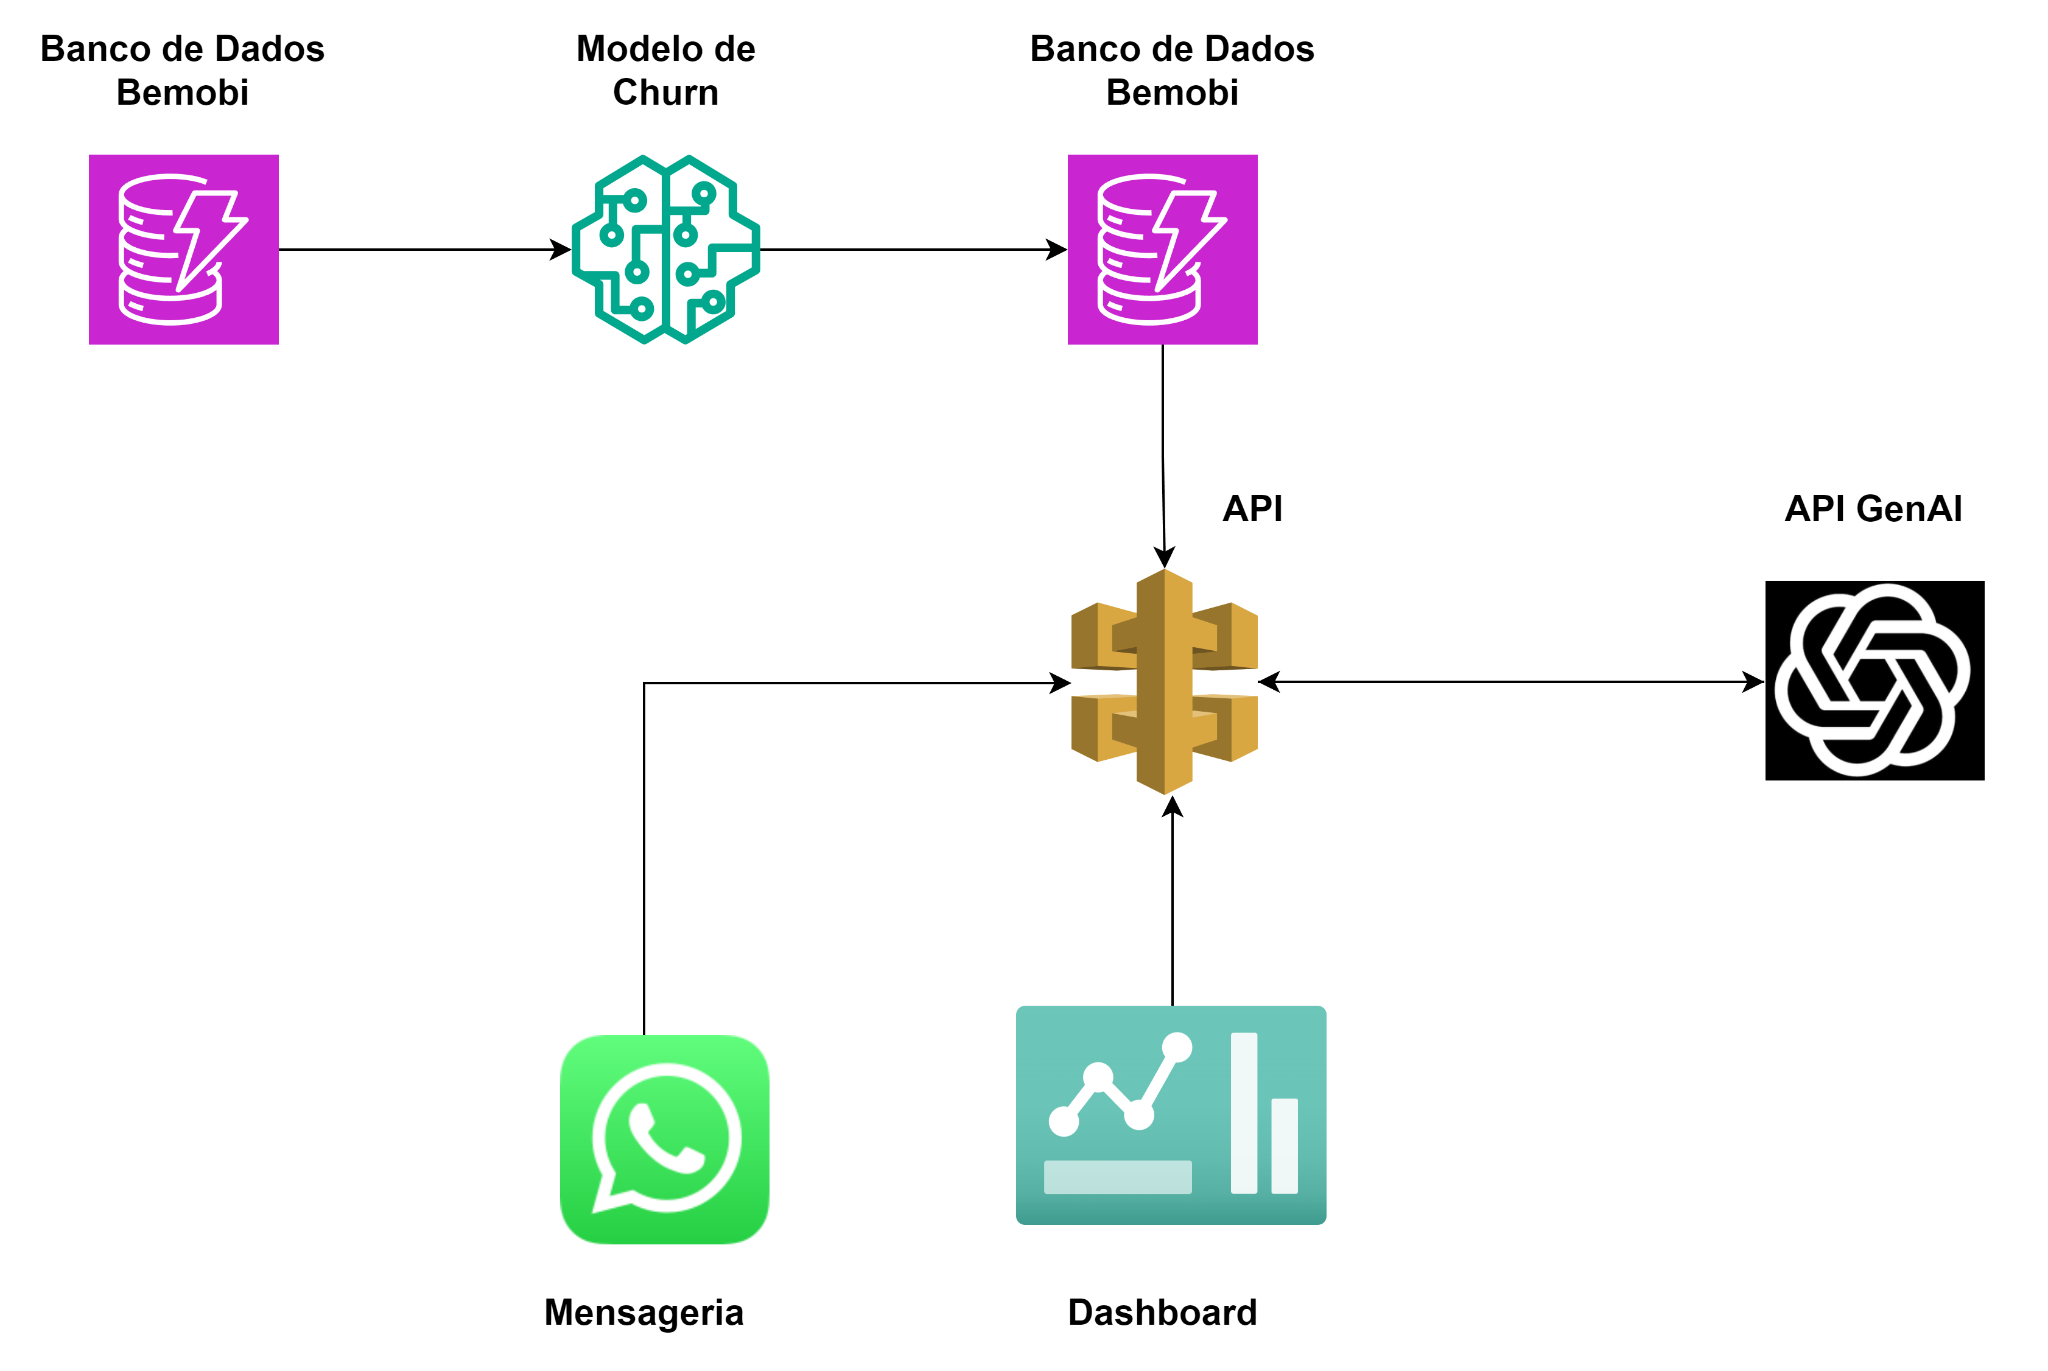 Banco de Dados
Bemobi
Modelo de
Churn
Banco de Dados
Bemobi
API
API GenAI
Mensageria
Dashboard